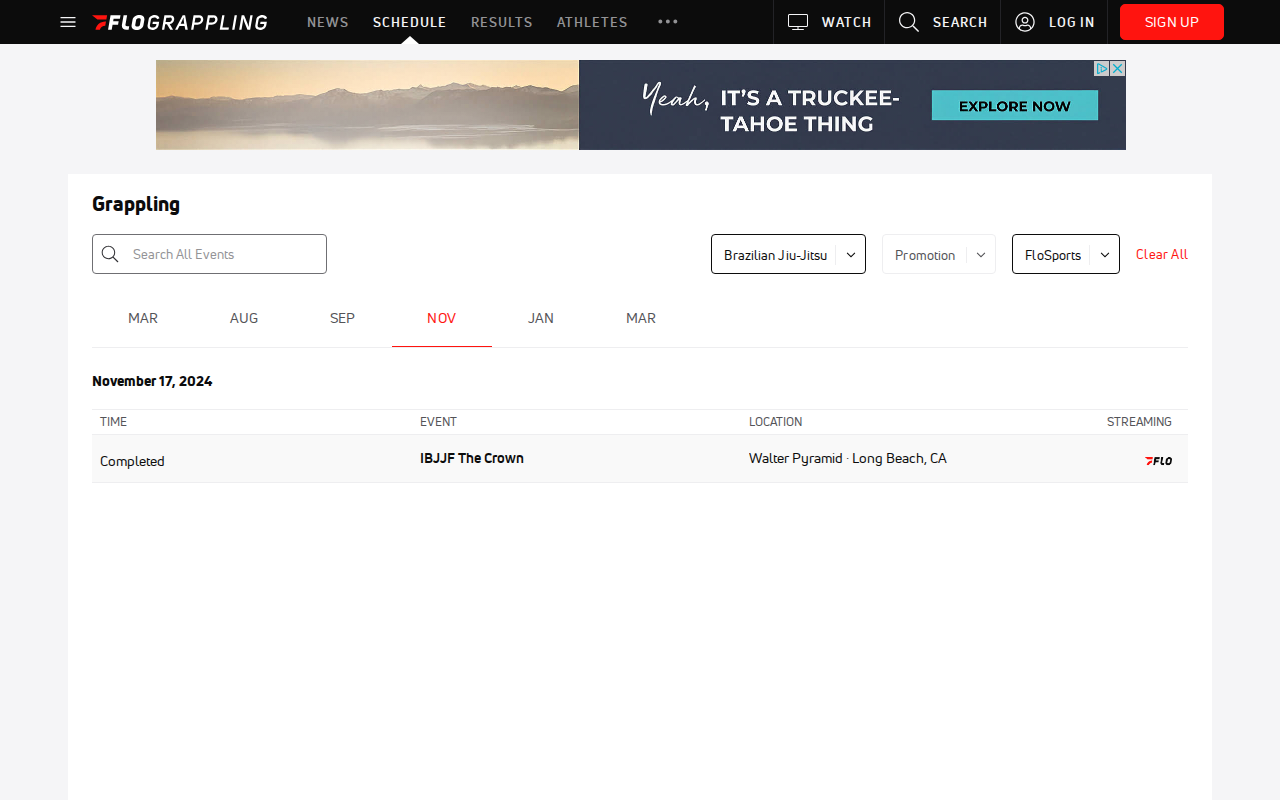 FLOGRAPPLING NEWS SCHEDULE RESULTS ATHLETES WATCH SEARCH LOG IN SIGN UP
Yeah, IT'S A TRUCKEE-
TAHOE THING
EXPLORE NOW
Grappling
Search All Events Brazilian Jiu-Jitsu Promotion FloSports Clear All
MAR AUG SEP NOV JAN MAR
November 17, 2024
TIME EVENT LOCATION STREAMING
Completed IBJJF The Crown Walter Pyramid · Long Beach, CA FLO